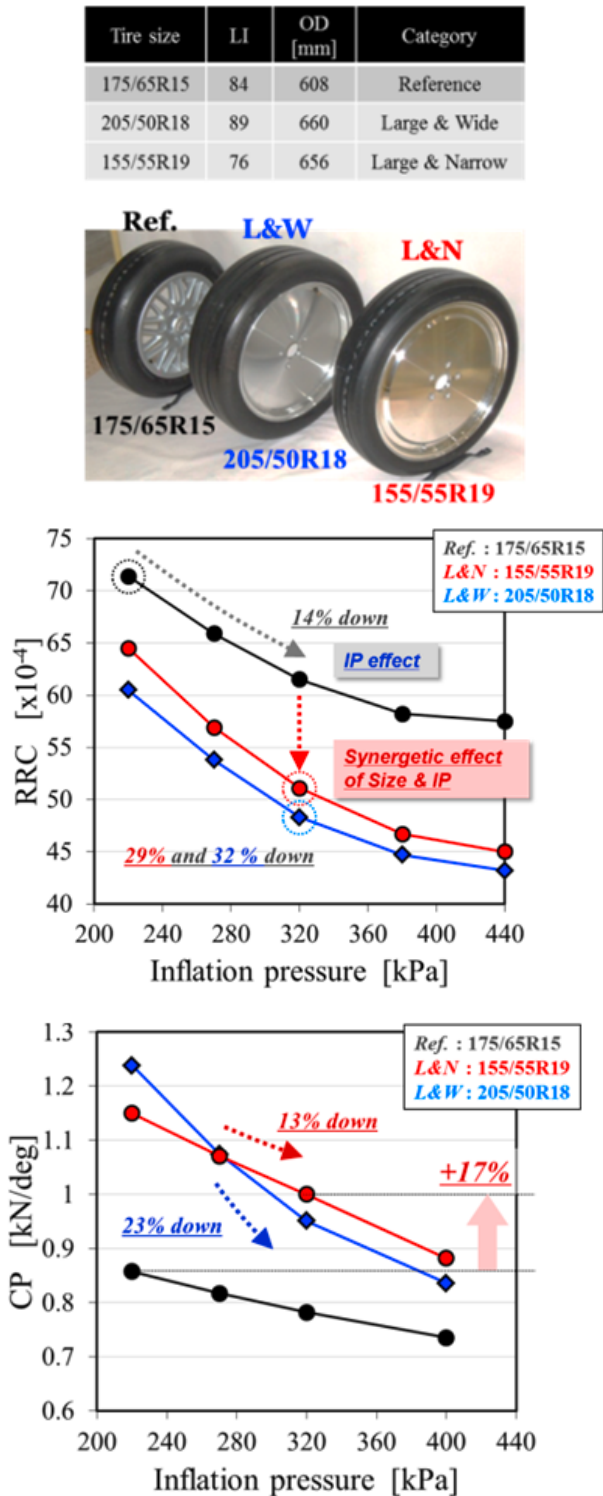 Tire size LI OD [mm] Category
175/65R15 84 608 Reference
205/50R18 89 660 Large & Wide
155/55R19 76 656 Large & Narrow
Ref.
L&W
L&N
175/65R15
205/50R18
155/55R19
75
70
65
60
55
50
45
40
RRC [x10-4]
Ref. : 175/65R15
L&N : 155/55R19
L&W : 205/50R18
14% down
IP effect
Synergetic effect
of Size & IP
29% and 32 % down
200 240 280 320 360 400 440
Inflation pressure [kPa]
1.3
1.2
1.1
1
0.9
0.8
0.7
0.6
CP [kN/deg]
Ref. : 175/65R15
L&N : 155/55R19
L&W : 205/50R18
13% down
+17%
23% down
200 240 280 320 360 400 440
Inflation pressure [kPa]